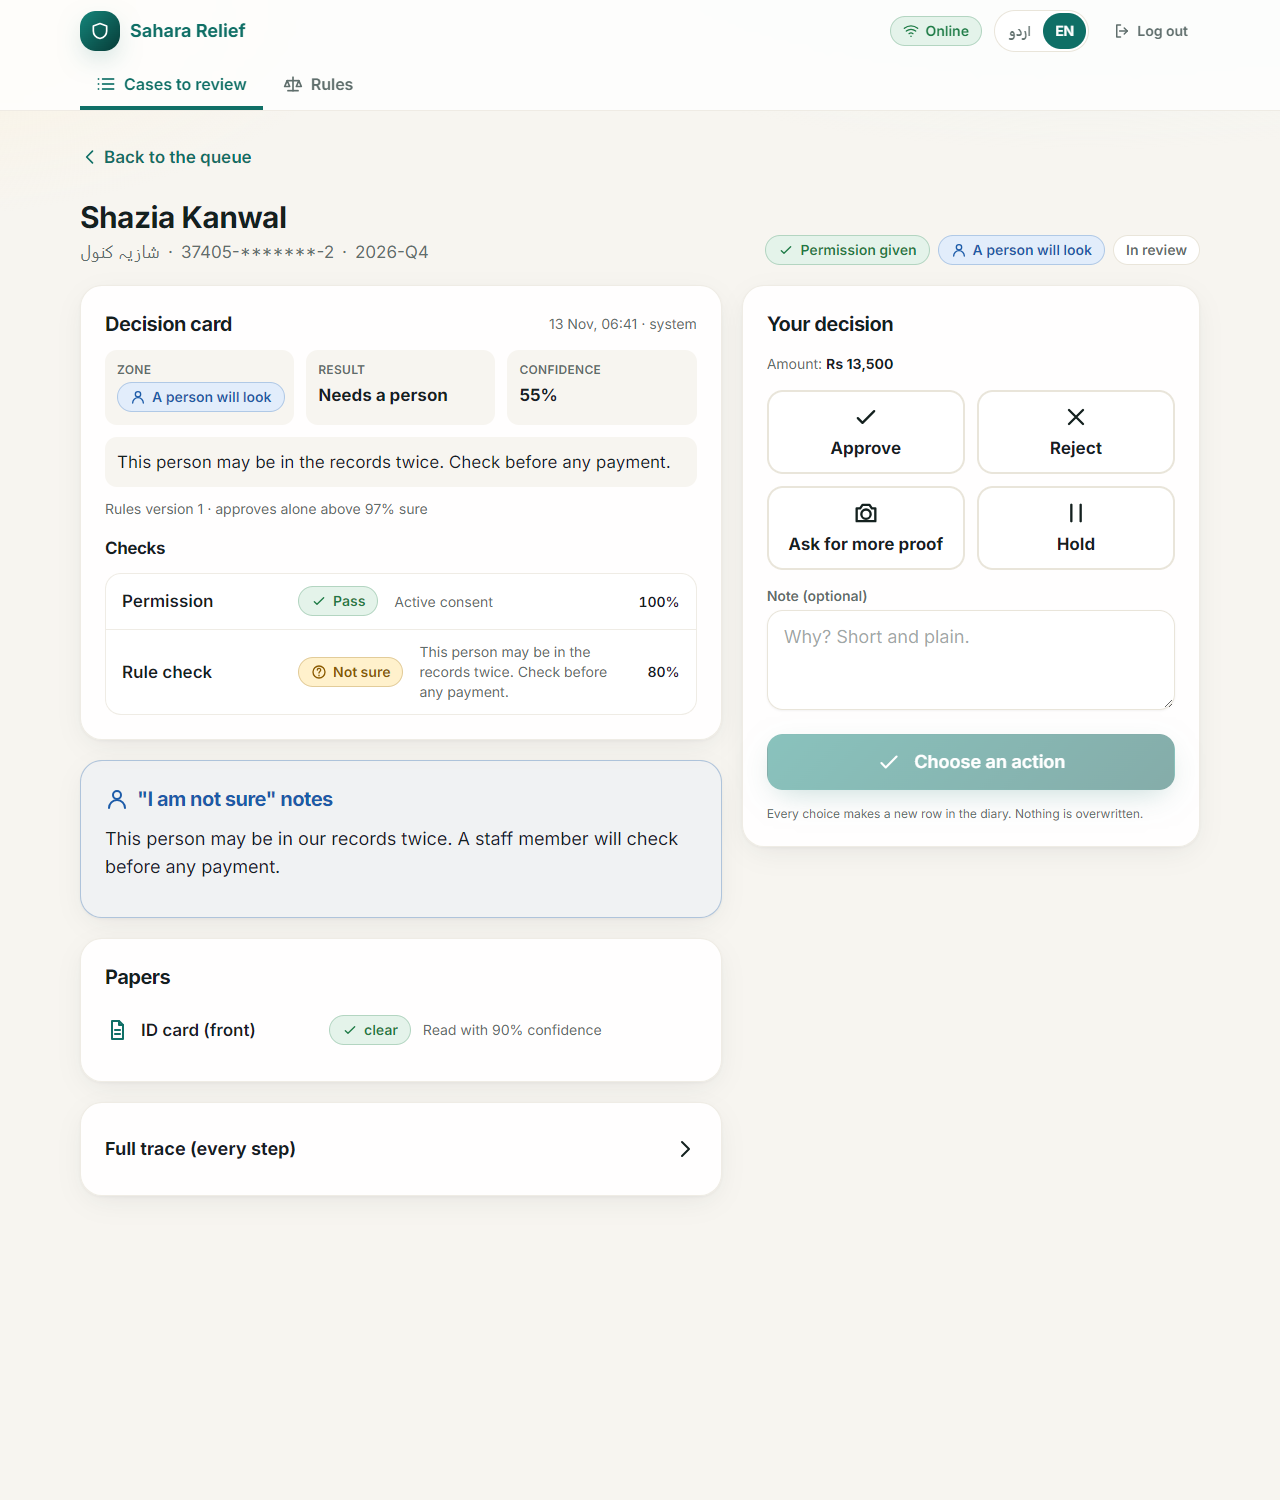 Sahara Relief
Online
اردو
EN
Log out
Cases to review
Rules
Back to the queue
Shazia Kanwal
شازیہ کنول · 37405-*******-2 · 2026-Q4
Permission given
A person will look
In review
Decision card
13 Nov, 06:41 · system
ZONE
A person will look
RESULT
Needs a person
CONFIDENCE
55%
This person may be in the records twice. Check before any payment.
Rules version 1 · approves alone above 97% sure
Checks
Permission
Pass
Active consent
100%
Rule check
Not sure
This person may be in the
records twice. Check before
any payment.
80%
"I am not sure" notes
This person may be in our records twice. A staff member will check
before any payment.
Papers
ID card (front)
clear
Read with 90% confidence
Full trace (every step)
Your decision
Amount: Rs 13,500
Approve
Reject
Ask for more proof
Hold
Note (optional)
Why? Short and plain.
Choose an action
Every choice makes a new row in the diary. Nothing is overwritten.